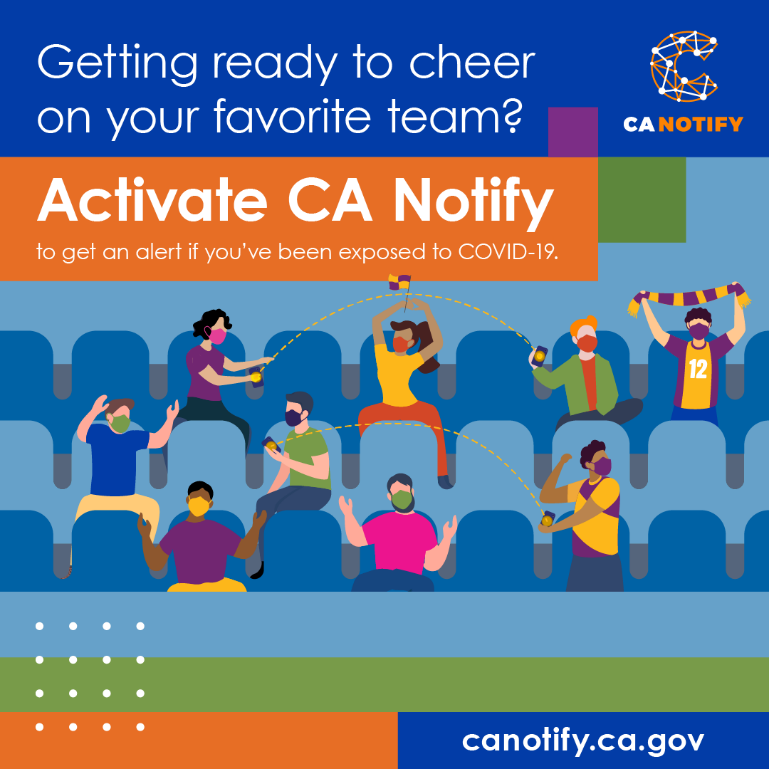 Getting ready to cheer
on your favorite team?
CA NOTIFY
Activate CA Notify
to get an alert if you've been exposed to COVID-19.
12
canotify.ca.gov